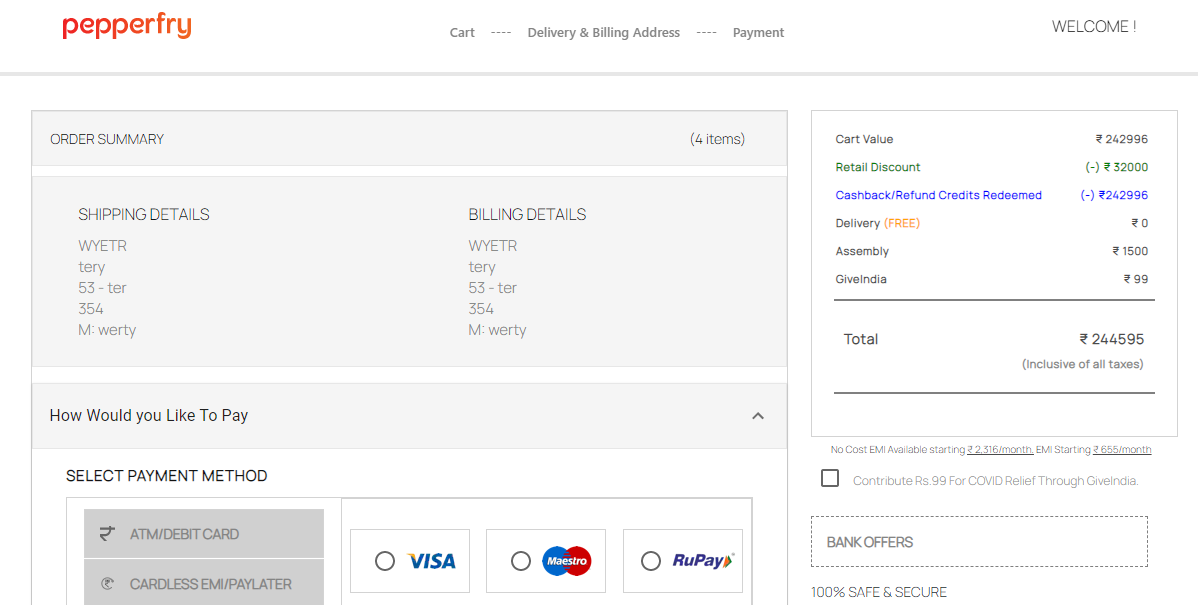 pepperfry
Cart ---- Delivery & Billing Address ---- Payment
WELCOME !
ORDER SUMMARY (4 items)
SHIPPING DETAILS
WYETR
tery
53 - ter
354
M: werty
BILLING DETAILS
WYETR
tery
53 - ter
354
M: werty
How Would you Like To Pay
SELECT PAYMENT METHOD
ATM/DEBIT CARD
CARDLESS EMI/PAYLATER
VISA
Maestro
RuPay
Cart Value ₹ 242996
Retail Discount (-) ₹ 32000
Cashback/Refund Credits Redeemed (-) ₹242996
Delivery (FREE) ₹ 0
Assembly ₹ 1500
GiveIndia ₹ 99
Total ₹ 244595
(Inclusive of all taxes)
No Cost EMI Available starting ₹ 2,316/month. EMI Starting ₹ 655/month
Contribute Rs.99 For COVID Relief Through GiveIndia.
BANK OFFERS
100% SAFE & SECURE